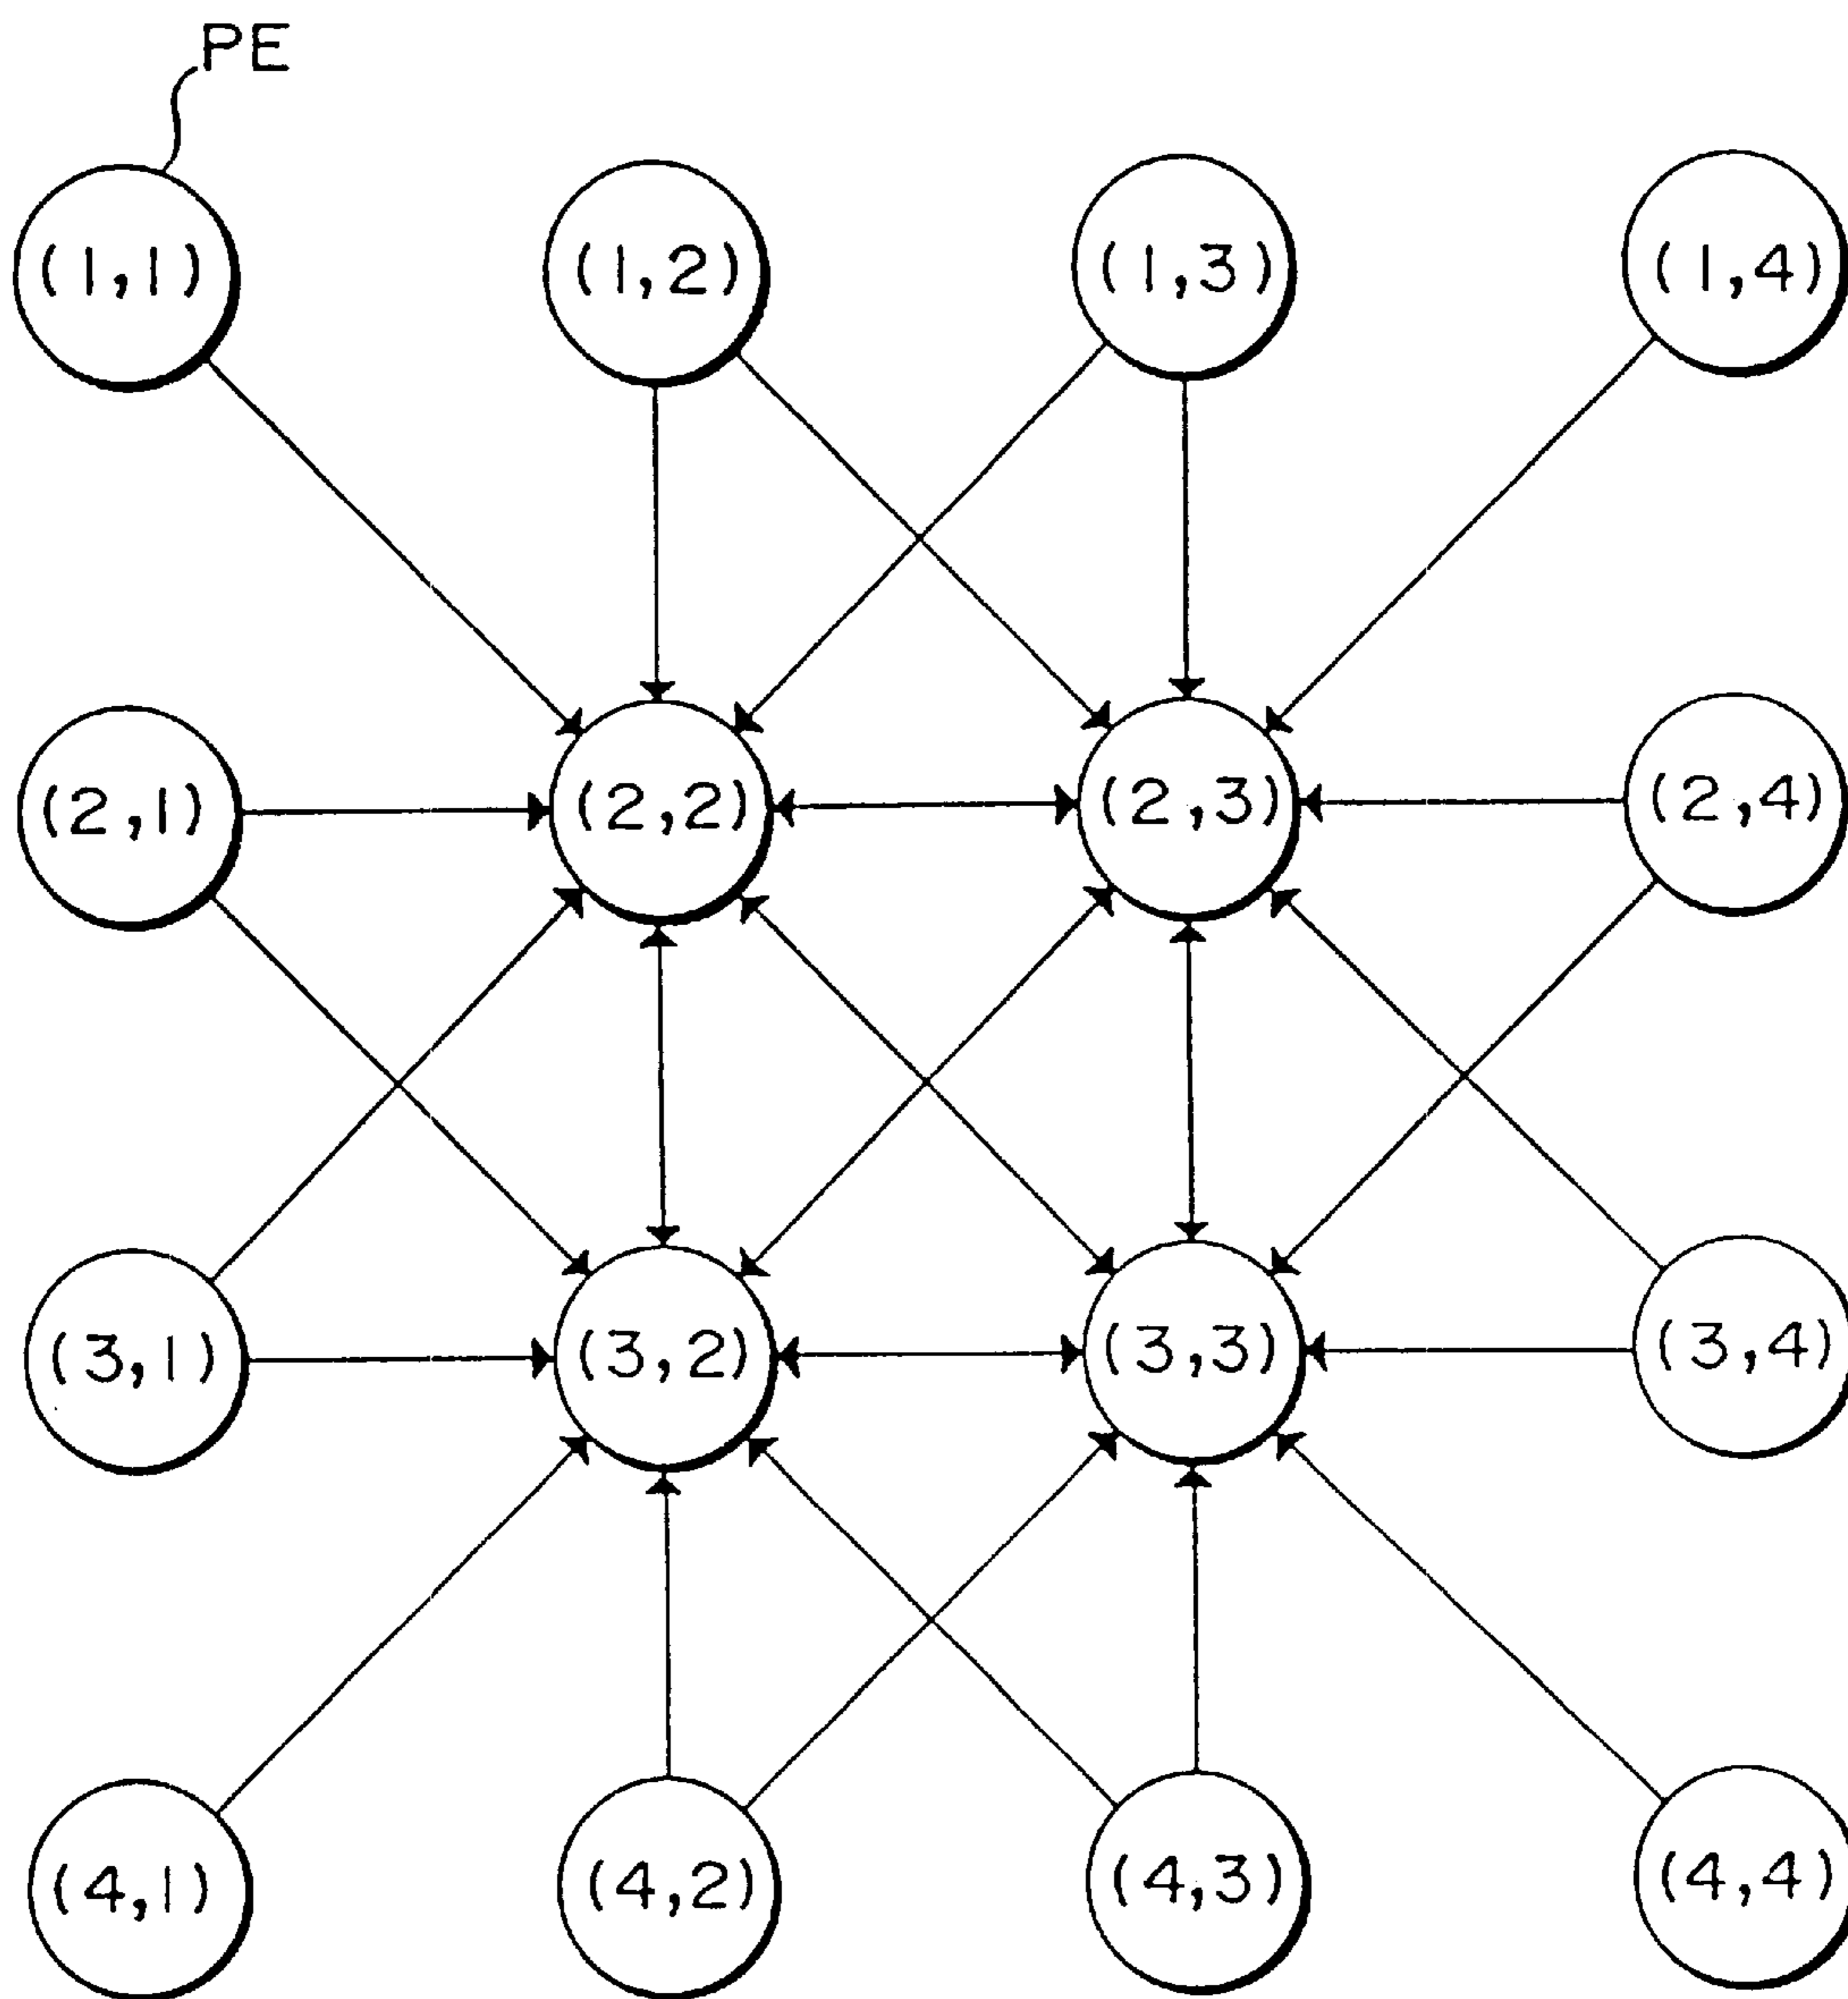 PE
(1,1) (1,2) (1,3) (1,4)
(2,1) (2,2) (2,3) (2,4)
(3,1) (3,2) (3,3) (3,4)
(4,1) (4,2) (4,3) (4,4)